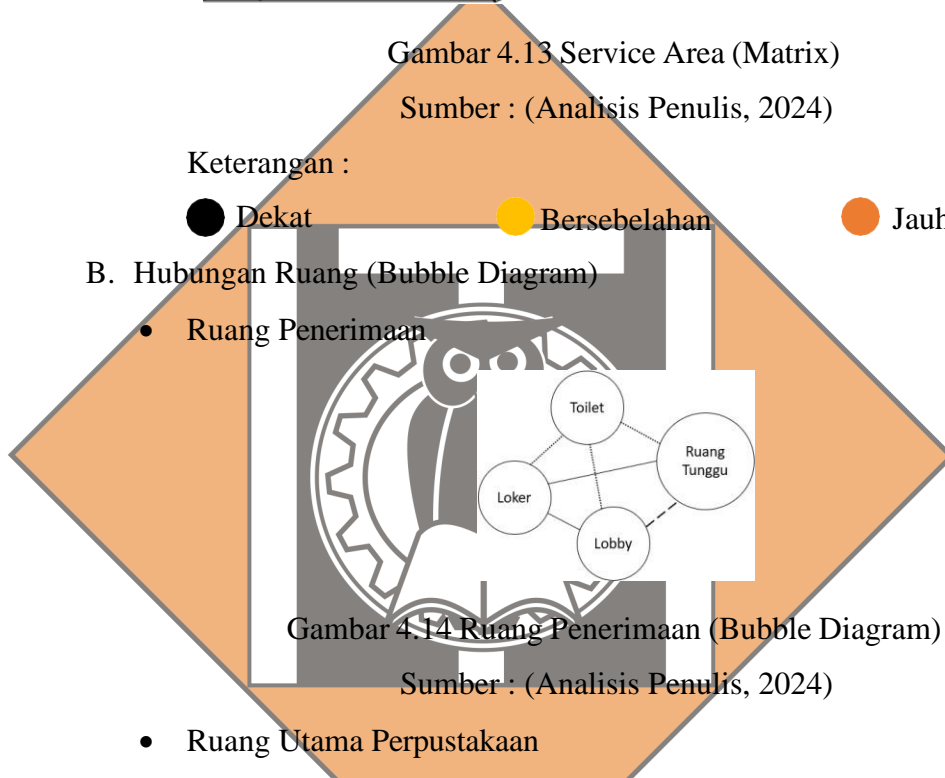 Gambar 4.13 Service Area (Matrix)
Sumber : (Analisis Penulis, 2024)
Keterangan :
Dekat Bersebelahan Jauh
B. Hubungan Ruang (Bubble Diagram)
• Ruang Penerimaan
Toilet
Ruang
Tunggu
Loker
Lobby
Gambar 4.14 Ruang Penerimaan (Bubble Diagram)
Sumber : (Analisis Penulis, 2024)
• Ruang Utama Perpustakaan